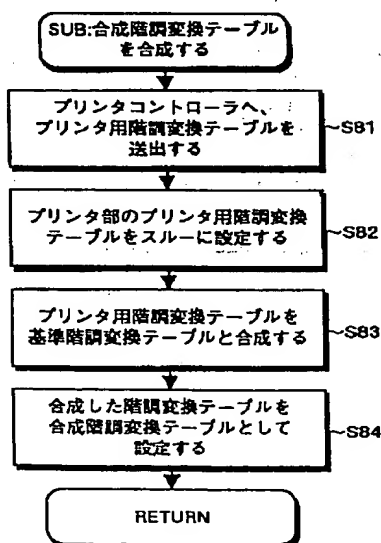 SUB:合成階調変換テーブル
を合成する
プリンタコントローラへ、
プリンタ用階調変換テーブルを
送出する
S81
プリンタ部のプリンタ用階調変換
テーブルをスルーに設定する
S82
プリンタ用階調変換テーブルを
基準階調変換テーブルと合成する
S83
合成した階調変換テーブルを
合成階調変換テーブルとして
設定する
S84
RETURN